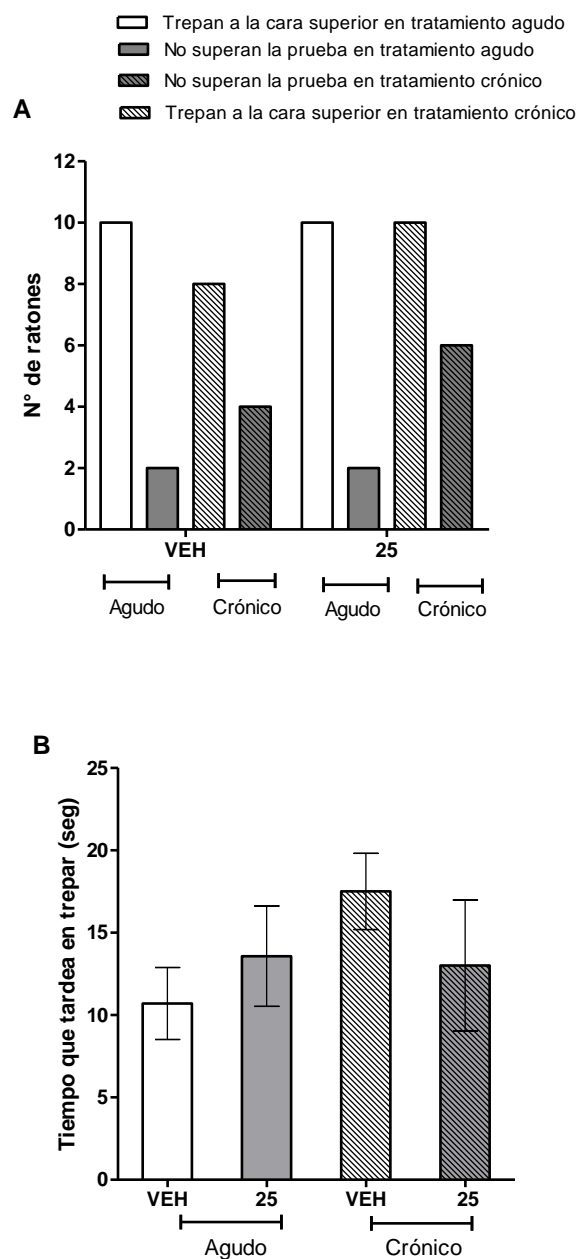 Trepan a la cara superior en tratamiento agudo
No superan la prueba en tratamiento agudo
No superan la prueba en tratamiento crónico
Trepan a la cara superior en tratamiento crónico
A
N° de ratones
12
10
8
6
4
2
0
VEH
25
Agudo
Crónico
Agudo
Crónico
B
Tiempo que tardea en trepar (seg)
25
20
15
10
5
0
VEH
25
VEH
25
Agudo
Crónico